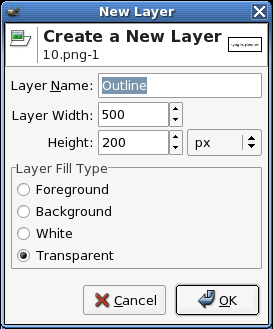 New Layer
Create a New Layer
10.png-1
Layer Name: Outline
Layer Width: 500
Height: 200 px
Layer Fill Type
Foreground
Background
White
Transparent
Cancel OK